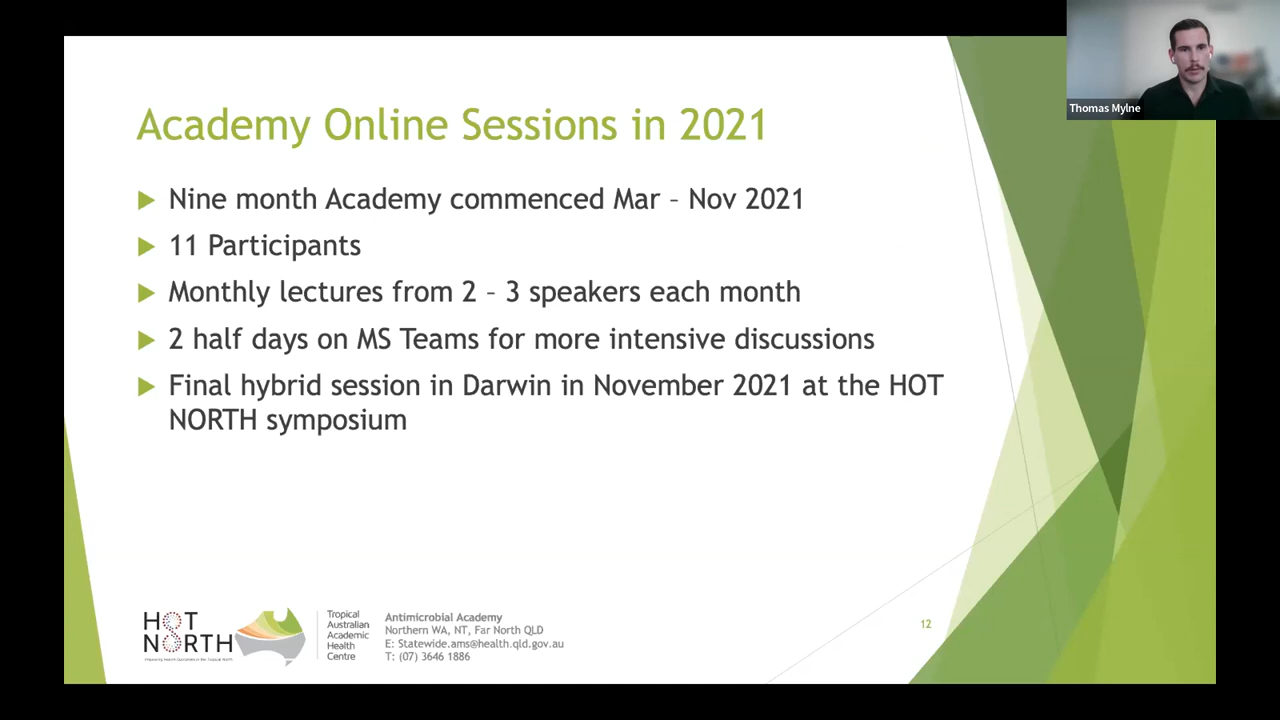 Thomas Mylne
Academy Online Sessions in 2021
Nine month Academy commenced Mar – Nov 2021
11 Participants
Monthly lectures from 2 – 3 speakers each month
2 half days on MS Teams for more intensive discussions
Final hybrid session in Darwin in November 2021 at the HOT
NORTH symposium
HOT
NORTH
Tropical
Australian
Academic
Health
Centre
Antimicrobial Academy
Northern WA, NT, Far North QLD
E: Statewide.ams@health.qld.gov.au
T: (07) 3646 1886
12